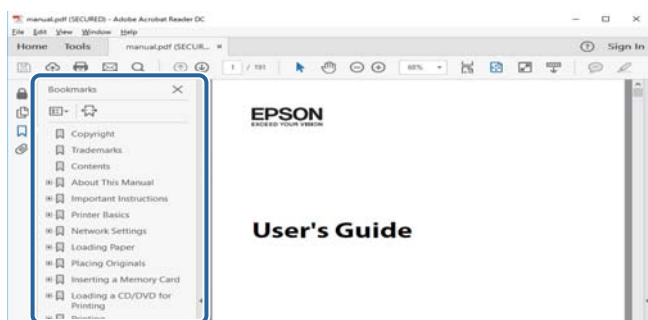 manual.pdf (SECURED) - Adobe Acrobat Reader DC
File Edit View Window Help
Home Tools manual.pdf (SECUR... × Sign In
1 / 191 68%
Bookmarks
EPSON
EXCEED YOUR VISION
Copyright
Trademarks
Contents
About This Manual
Important Instructions
Printer Basics
Network Settings
User's Guide
Loading Paper
Placing Originals
Inserting a Memory Card
Loading a CD/DVD for
Printing
Printing